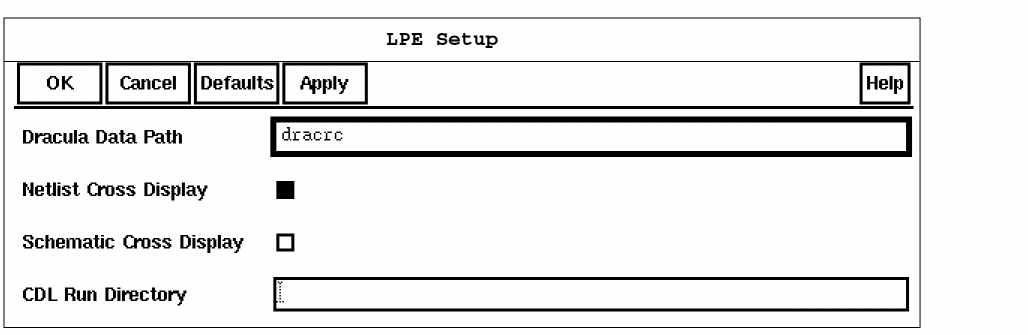 LPE Setup
OK Cancel Defaults Apply Help
Dracula Data Path dracrc
Netlist Cross Display
Schematic Cross Display
CDL Run Directory